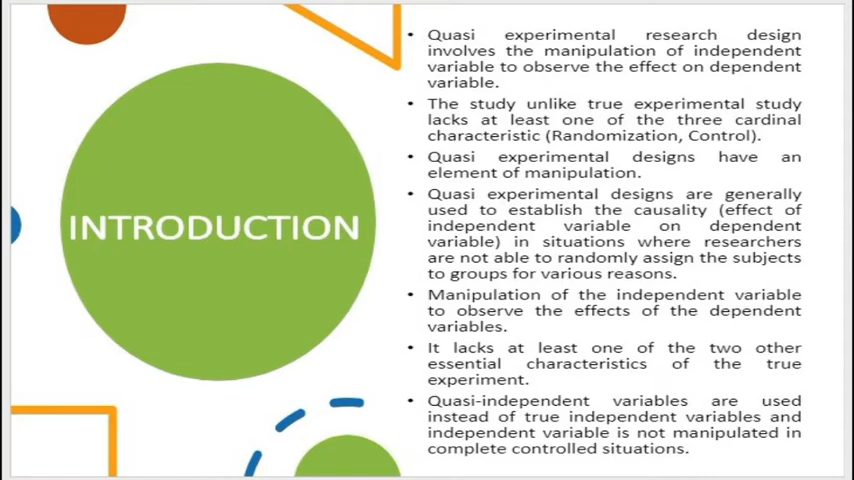 INTRODUCTION
• Quasi experimental research design
involves the manipulation of independent
variable to observe the effect on dependent
variable.
• The study unlike true experimental study
lacks at least one of the three cardinal
characteristic (Randomization, Control).
• Quasi experimental designs have an
element of manipulation.
• Quasi experimental designs are generally
used to establish the causality (effect of
independent variable on dependent
variable) in situations where researchers
are not able to randomly assign the subjects
to groups for various reasons.
• Manipulation of the independent variable
to observe the effects of the dependent
variables.
• It lacks at least one of the two other
essential characteristics of the true
experiment.
• Quasi-independent variables are used
instead of true independent variables and
independent variable is not manipulated in
complete controlled situations.